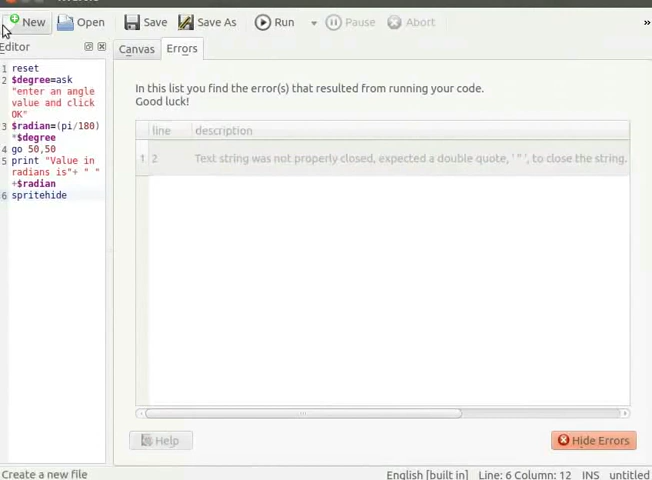 New Open Save Save As Run Pause Abort »
Editor Canvas Errors
1 reset
2 $degree=ask
"enter an angle
value and click
OK"
3 $radian=(pi/180)
*$degree
4 go 50,50
5 print "Value in
radians is"+ " "
+$radian
6 spritehide
In this list you find the error(s) that resulted from running your code.
Good luck!
line description
1 2 Text string was not properly closed, expected a double quote, ' " ', to close the string.
Help Hide Errors
Create a new file English [built in] Line: 6 Column: 12 INS untitled